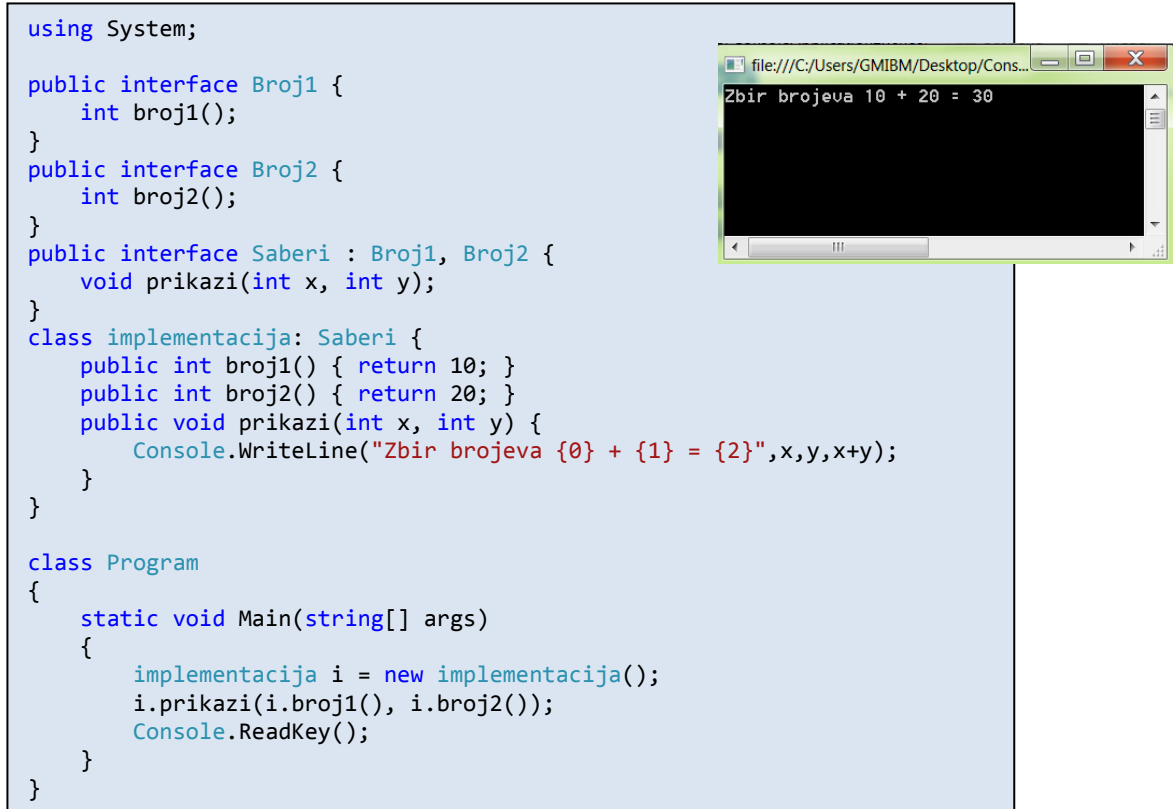 using System;
public interface Broj1 {
    int broj1();
}
public interface Broj2 {
    int broj2();
}
public interface Saberi : Broj1, Broj2 {
    void prikazi(int x, int y);
}
class implementacija: Saberi {
    public int broj1() { return 10; }
    public int broj2() { return 20; }
    public void prikazi(int x, int y) {
        Console.WriteLine("Zbir brojeva {0} + {1} = {2}",x,y,x+y);
    }
}
class Program
{
    static void Main(string[] args)
    {
        implementacija i = new implementacija();
        i.prikazi(i.broj1(), i.broj2());
        Console.ReadKey();
    }
}
file:///C:/Users/GMIBM/Desktop/Cons...
Zbir brojeva 10 + 20 = 30